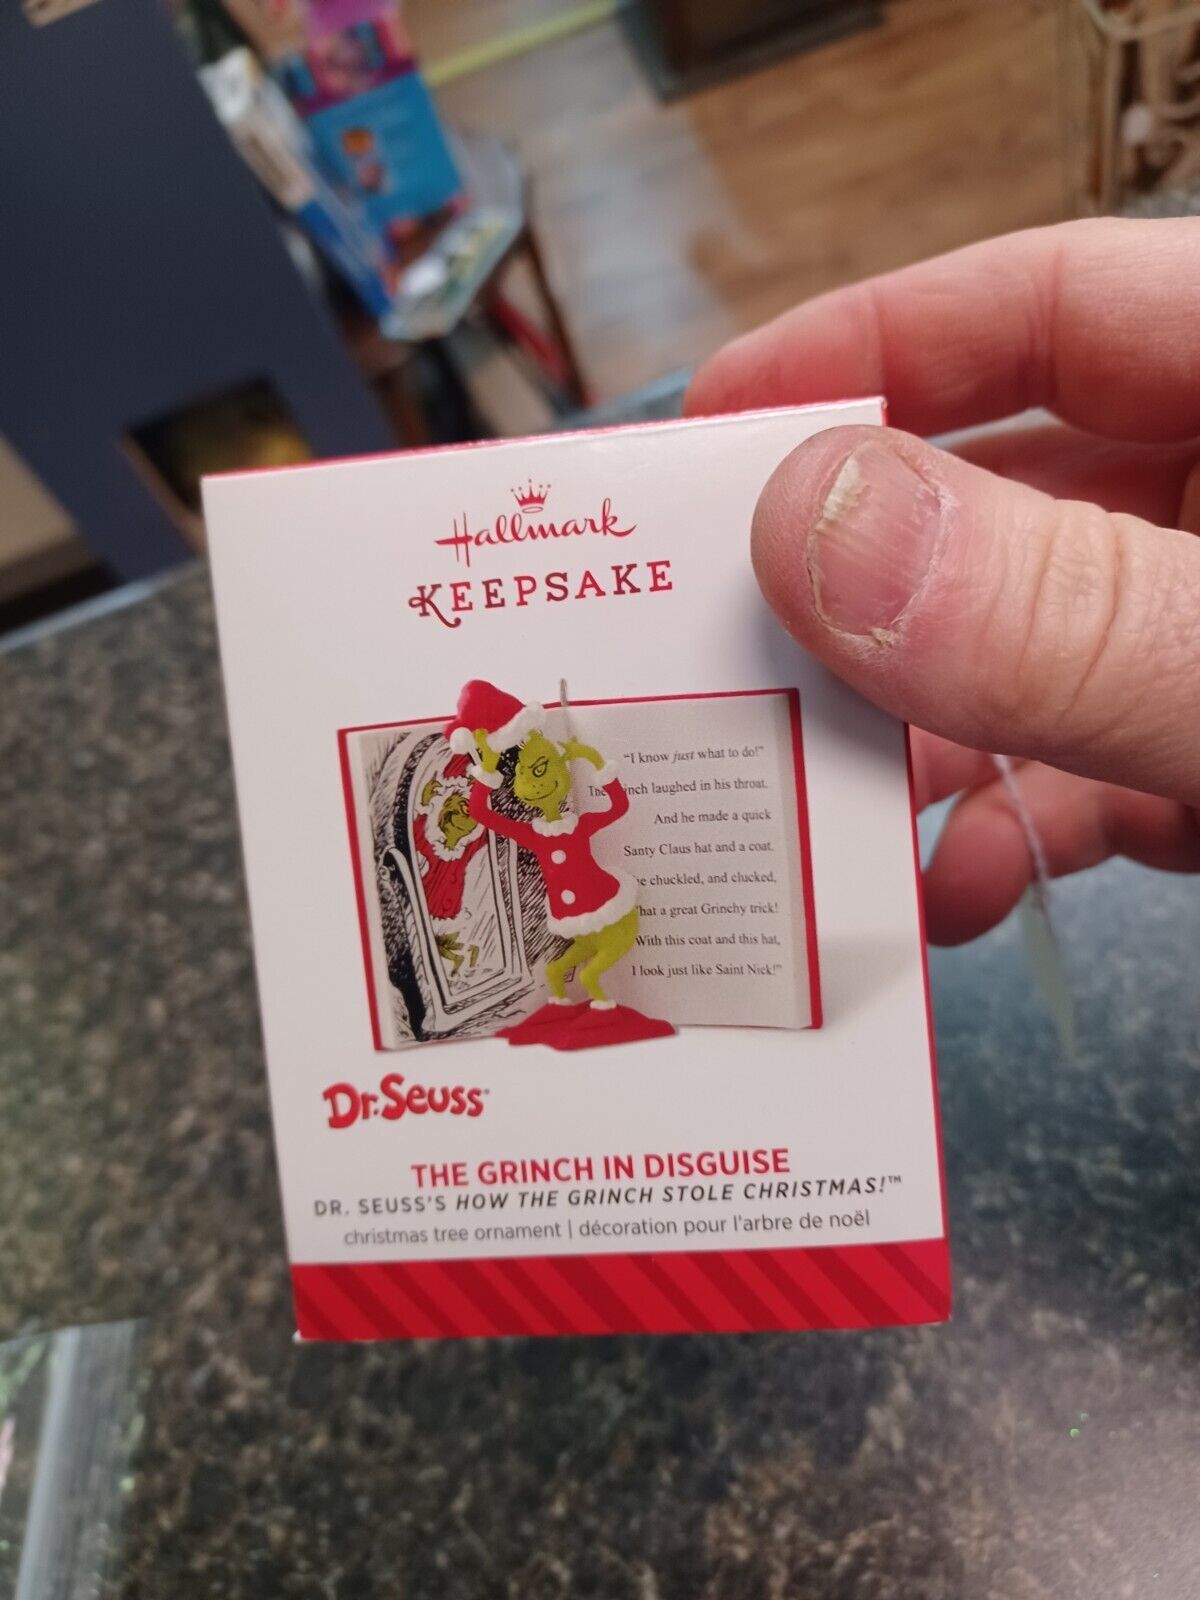 Hallmark
KEEPSAKE
"I know just what to do!"
laughed in his throat.
And he made a quick
Santy Claus hat and a coat.
chuckled, and clucked,
a great Grinchy trick!
With this coat and this hat,
I look just like Saint Nick!"
Dr. Seuss
THE GRINCH IN DISGUISE
DR. SEUSS'S HOW THE GRINCH STOLE CHRISTMAS!™
christmas tree ornament | décoration pour l'arbre de noël